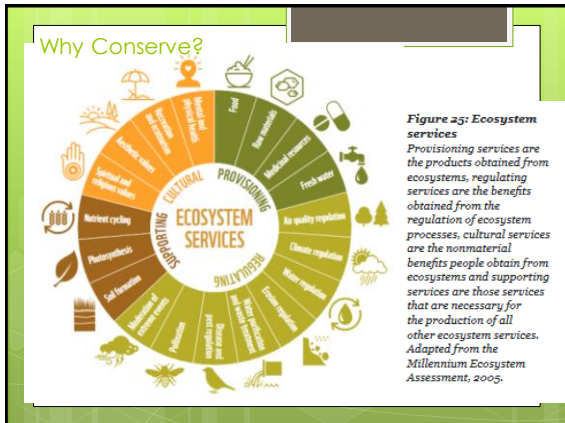 Why Conserve?
Mental and
physical health
Recreation
and ecotourism
Aesthetic values
Spiritual and
religious values
CULTURAL
Food
Raw materials
Medicinal resources
Fresh water
PROVISIONING
ECOSYSTEM
SERVICES
Nutrient cycling
Photosynthesis
Soil formation
SUPPORTING
Air quality regulation
Climate regulation
Water regulation
Erosion regulation
Water purification
and waste treatment
Disease and
pest regulation
Pollination
Moderation of
extreme events
REGULATING
Figure 25: Ecosystem
services
Provisioning services are
the products obtained from
ecosystems, regulating
services are the benefits
obtained from the
regulation of ecosystem
processes, cultural services
are the nonmaterial
benefits people obtain from
ecosystems and supporting
services are those services
that are necessary for
the production of all
other ecosystem services.
Adapted from the
Millennium Ecosystem
Assessment, 2005.